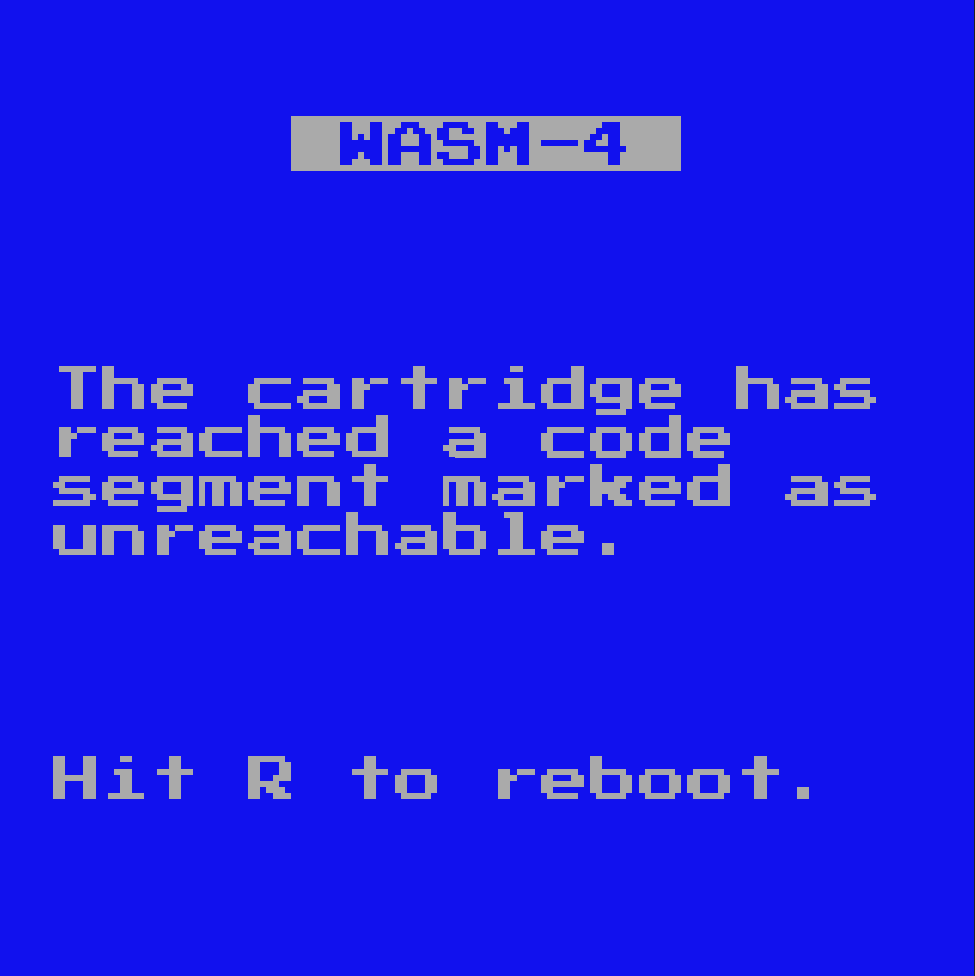 WASM-4
The cartridge has
reached a code
segment marked as
unreachable.
Hit R to reboot.